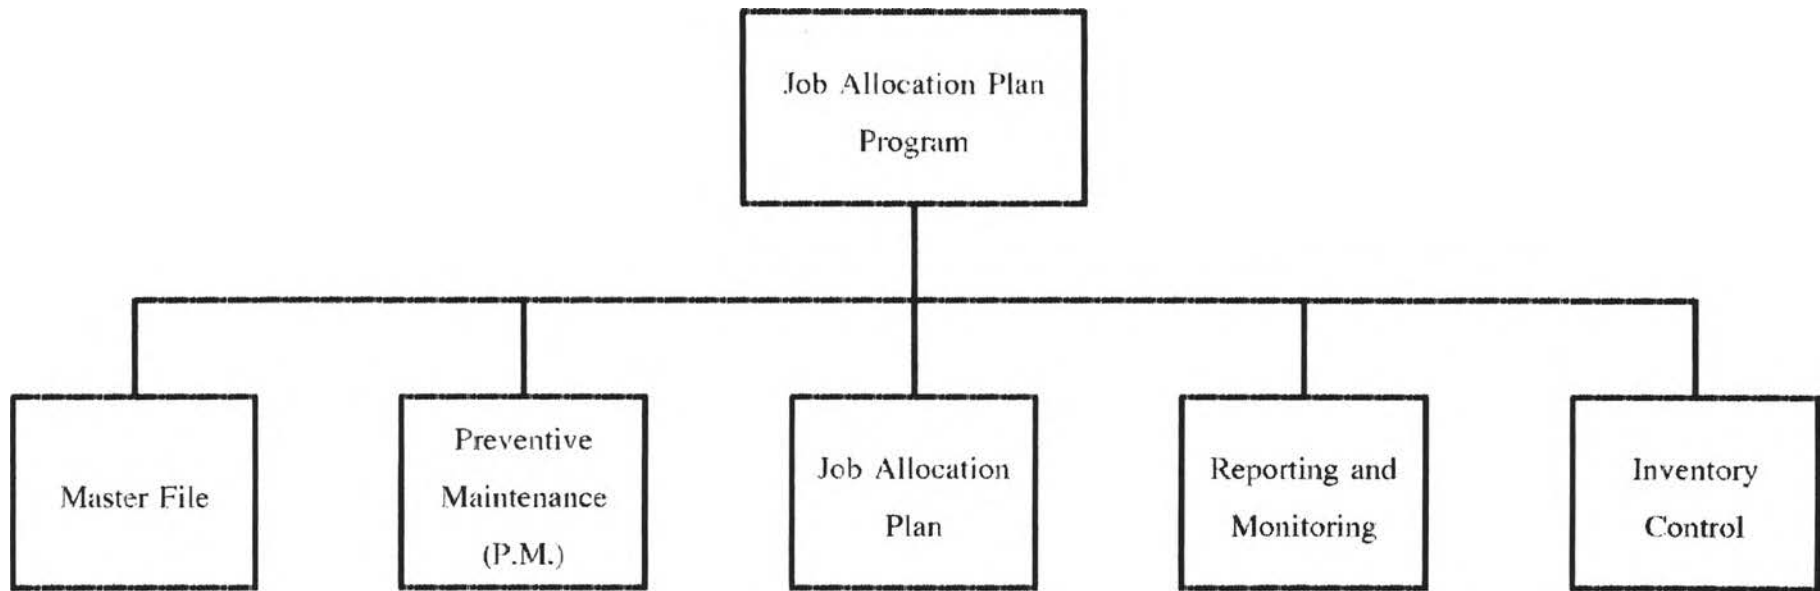 Job Allocation Plan
Program
Master File
Preventive
Maintenance
(P.M.)
Job Allocation
Plan
Reporting and
Monitoring
Inventory
Control